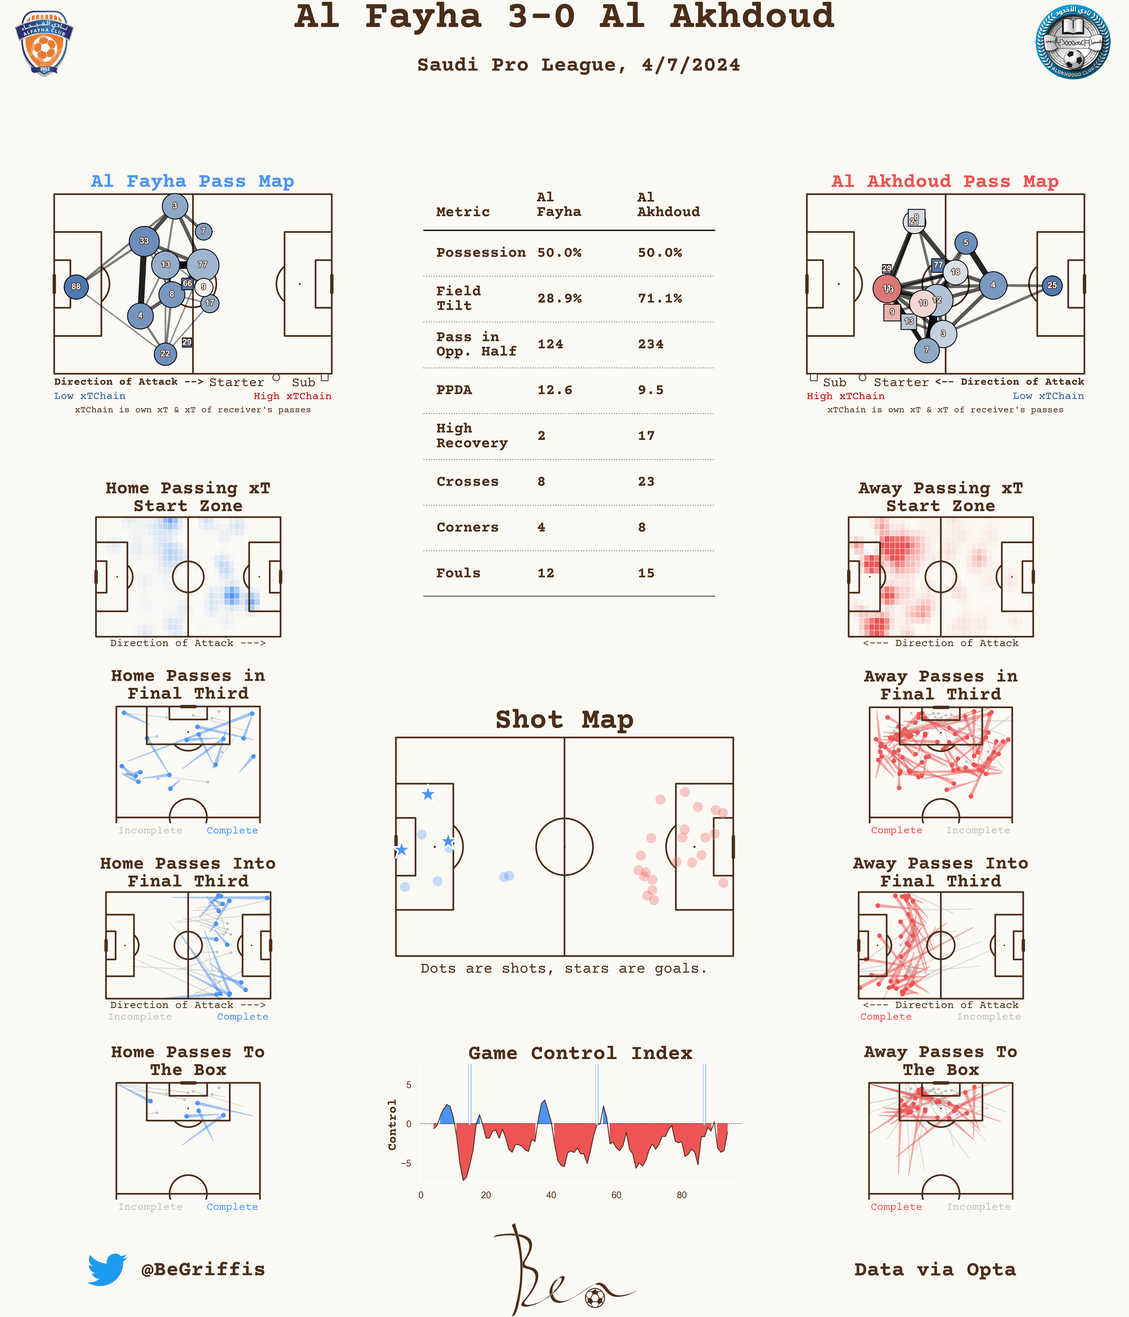 Al Fayha 3-0 Al Akhdoud
Saudi Pro League, 4/7/2024
ALFAYHA CLUB
1953
ALOKHDOOD CLUB
Al Fayha Pass Map
3
7
33
13
77
88
66
9
8
17
4
22
29
Direction of Attack --> Starter Sub
Low xTChain High xTChain
xTChain is own xT & xT of receiver's passes
Metric Al Fayha Al Akhdoud
Possession 50.0% 50.0%
Field Tilt 28.9% 71.1%
Pass in Opp. Half 124 234
PPDA 12.6 9.5
High Recovery 2 17
Crosses 8 23
Corners 4 8
Fouls 12 15
Al Akhdoud Pass Map
8
5
29
77
18
4
25
10
12
9
13
3
7
Sub Starter <-- Direction of Attack
High xTChain Low xTChain
xTChain is own xT & xT of receiver's passes
Home Passing xT
Start Zone
Direction of Attack --->
Away Passing xT
Start Zone
<--- Direction of Attack
Home Passes in
Final Third
Incomplete Complete
Away Passes in
Final Third
Complete Incomplete
Shot Map
Dots are shots, stars are goals.
Home Passes Into
Final Third
Direction of Attack --->
Incomplete Complete
Away Passes Into
Final Third
<--- Direction of Attack
Complete Incomplete
Home Passes To
The Box
Incomplete Complete
Game Control Index
Control
5
0
−5
0 20 40 60 80
Away Passes To
The Box
Complete Incomplete
@BeGriffis
Ben
Data via Opta